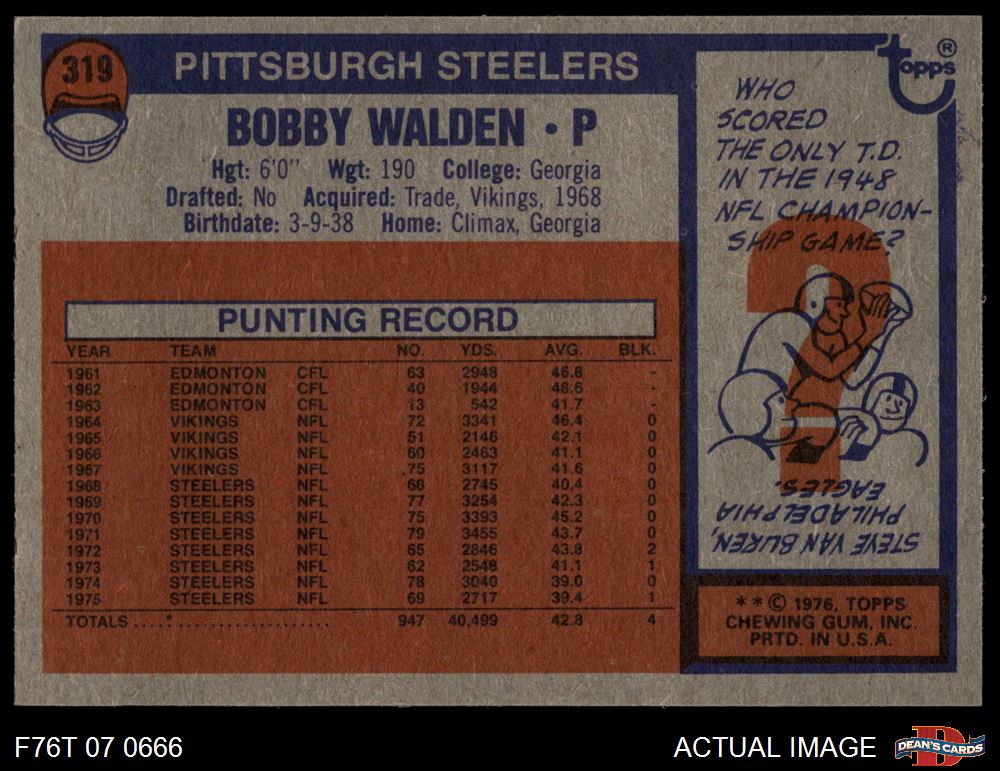 319
PITTSBURGH STEELERS
BOBBY WALDEN • P
Hgt: 6'0" Wgt: 190 College: Georgia
Drafted: No Acquired: Trade, Vikings, 1968
Birthdate: 3-9-38 Home: Climax, Georgia
PUNTING RECORD
YEAR TEAM NO. YDS. AVG. BLK.
1961 EDMONTON CFL 63 2948 46.8 -
1962 EDMONTON CFL 40 1944 48.6 -
1963 EDMONTON CFL 13 542 41.7 -
1964 VIKINGS NFL 72 3341 46.4 0
1965 VIKINGS NFL 51 2146 42.1 0
1966 VIKINGS NFL 60 2463 41.1 0
1967 VIKINGS NFL 75 3117 41.6 0
1968 STEELERS NFL 68 2745 40.4 0
1969 STEELERS NFL 77 3254 42.3 0
1970 STEELERS NFL 75 3393 45.2 0
1971 STEELERS NFL 79 3455 43.7 0
1972 STEELERS NFL 65 2846 43.8 2
1973 STEELERS NFL 62 2548 41.1 1
1974 STEELERS NFL 78 3040 39.0 0
1975 STEELERS NFL 69 2717 39.4 1
TOTALS 947 40,499 42.8 4
topps ®
WHO
SCORED
THE ONLY T.D.
IN THE 1948
NFL CHAMPION-
SHIP GAME?
?
STEVE VAN BUREN,
PHILADELPHIA
EAGLES.
** © 1976, TOPPS
CHEWING GUM, INC.
PRTD. IN U.S.A.
F76T 07 0666
ACTUAL IMAGE
D
DEAN'S CARDS